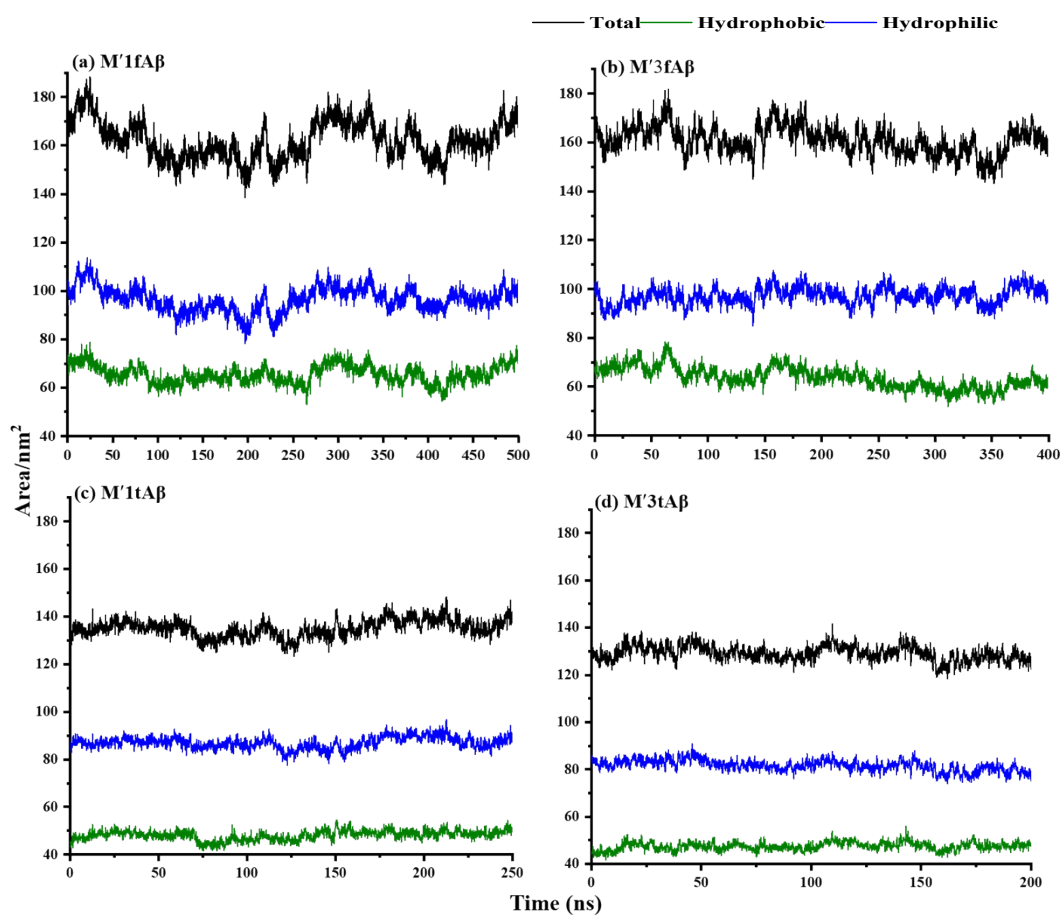 Total Hydrophobic Hydrophilic
(a) M′1fAβ
(b) M′3fAβ
180
160
140
120
100
80
60
40
0 50 100 150 200 250 300 350 400 450 500
180
160
140
120
100
80
60
40
0 50 100 150 200 250 300 350 400
Area/nm²
(c) M′1tAβ
(d) M′3tAβ
180
160
140
120
100
80
60
40
0 50 100 150 200 250
180
160
140
120
100
80
60
40
0 50 100 150 200
Time (ns)